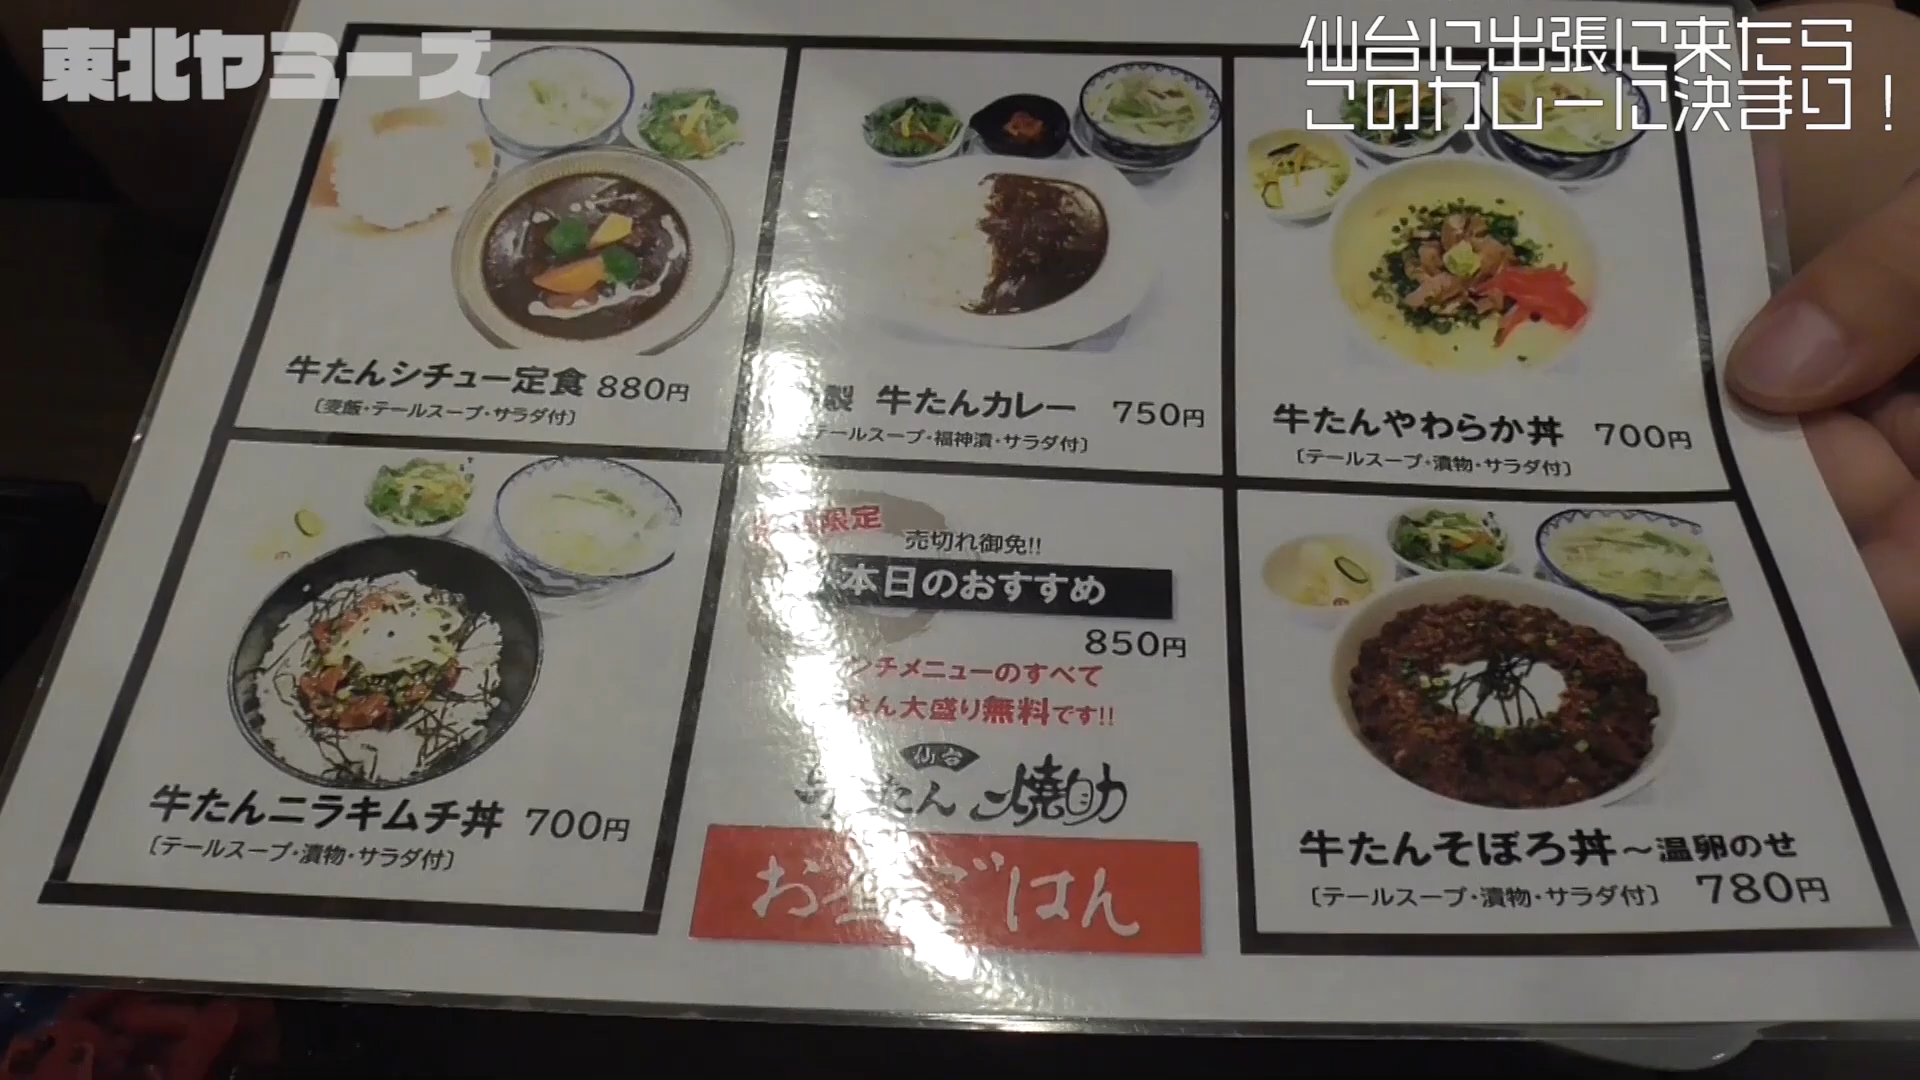 東北ヤミーズ
仙台に出張に来たら
このカレーに決まり！
牛たんシチュー定食 880円
〔麦飯・テールスープ・サラダ付〕
製 牛たんカレー 750円
テールスープ・福神漬・サラダ付〕
牛たんやわらか丼 700円
〔テールスープ・漬物・サラダ付〕
牛たんニラキムチ丼 700円
〔テールスープ・漬物・サラダ付〕
限定
売切れ御免!!
本日のおすすめ
850円
ンチメニューのすべて
はん大盛り無料です!!
仙台
牛たん 燒助
お昼ごはん
牛たんそぼろ丼～温卵のせ
〔テールスープ・漬物・サラダ付〕 780円